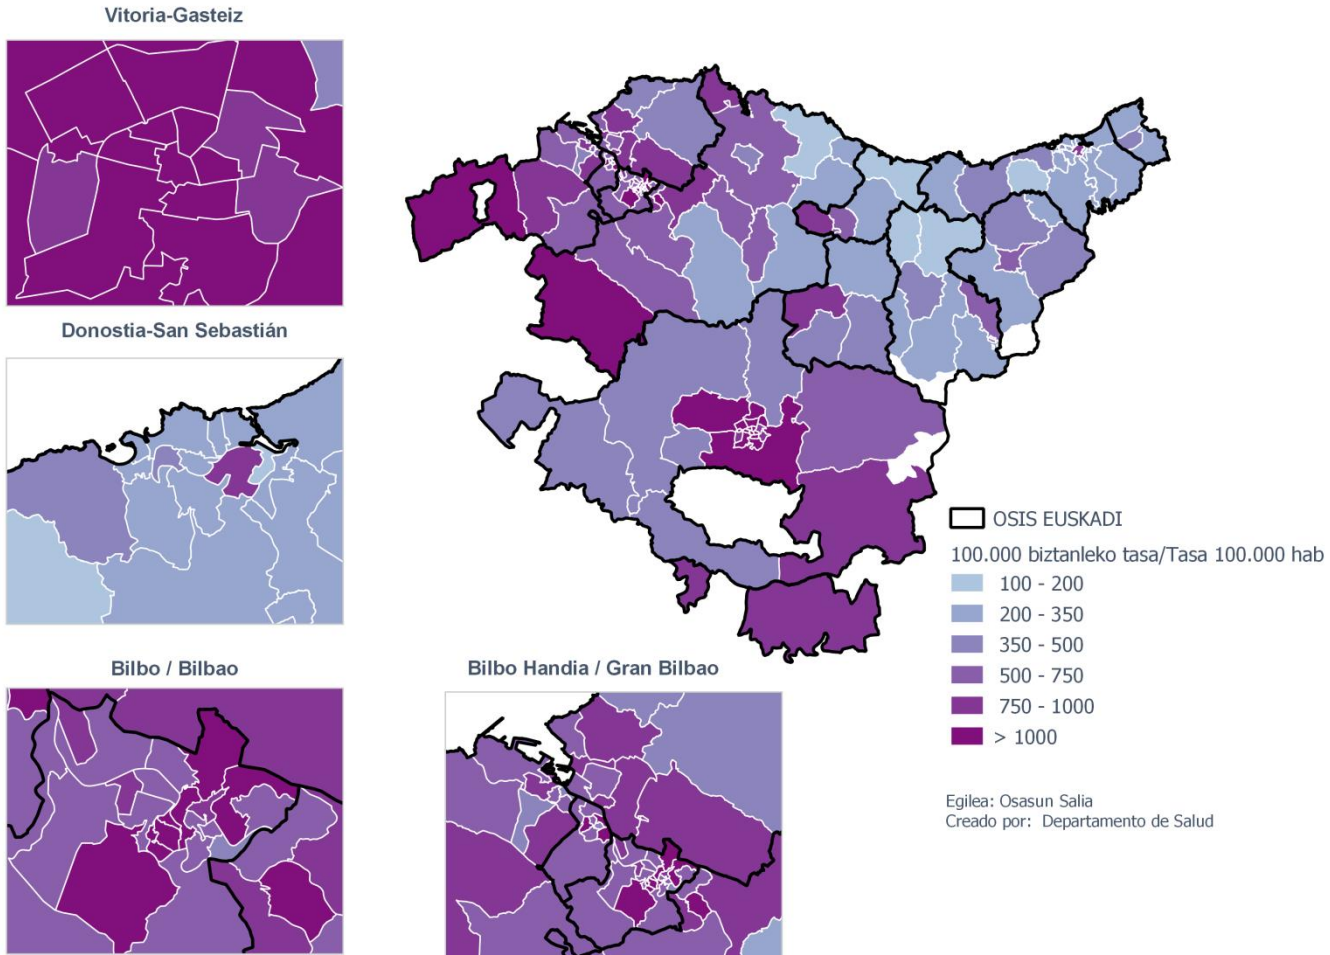 Vitoria-Gasteiz
Donostia-San Sebastián
Bilbo / Bilbao
Bilbo Handia / Gran Bilbao
OSIS EUSKADI
100.000 biztanleko tasa/Tasa 100.000 hab
100 - 200
200 - 350
350 - 500
500 - 750
750 - 1000
> 1000
Egilea: Osasun Salia
Creado por: Departamento de Salud